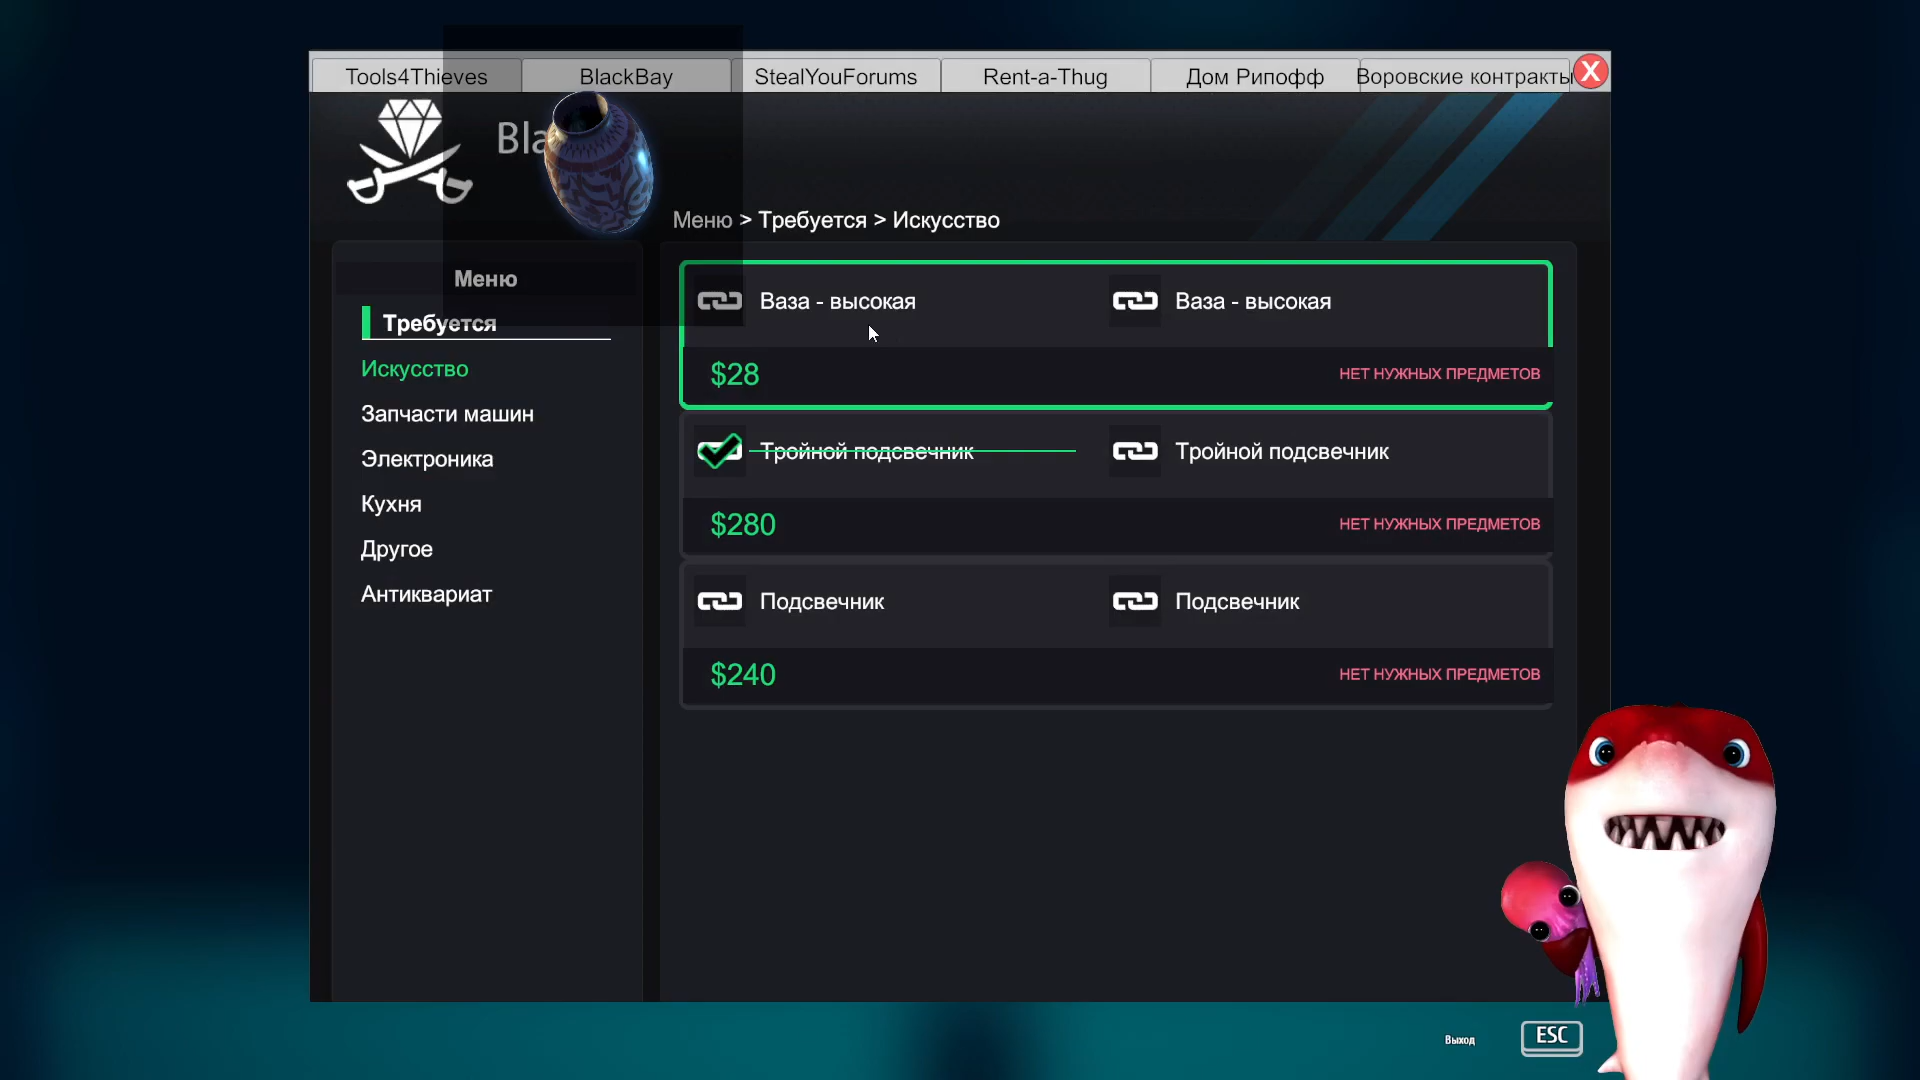 Tools4Thieves BlackBay StealYouForums Rent-a-Thug Дом Рипофф Воровские контракты X
Bla
Меню > Требуется > Искусство
Меню
Требуется
Искусство
Запчасти машин
Электроника
Кухня
Другое
Антиквариат
Ваза - высокая Ваза - высокая
$28 НЕТ НУЖНЫХ ПРЕДМЕТОВ
Тройной подсвечник Тройной подсвечник
$280 НЕТ НУЖНЫХ ПРЕДМЕТОВ
Подсвечник Подсвечник
$240 НЕТ НУЖНЫХ ПРЕДМЕТОВ
Выход ESC